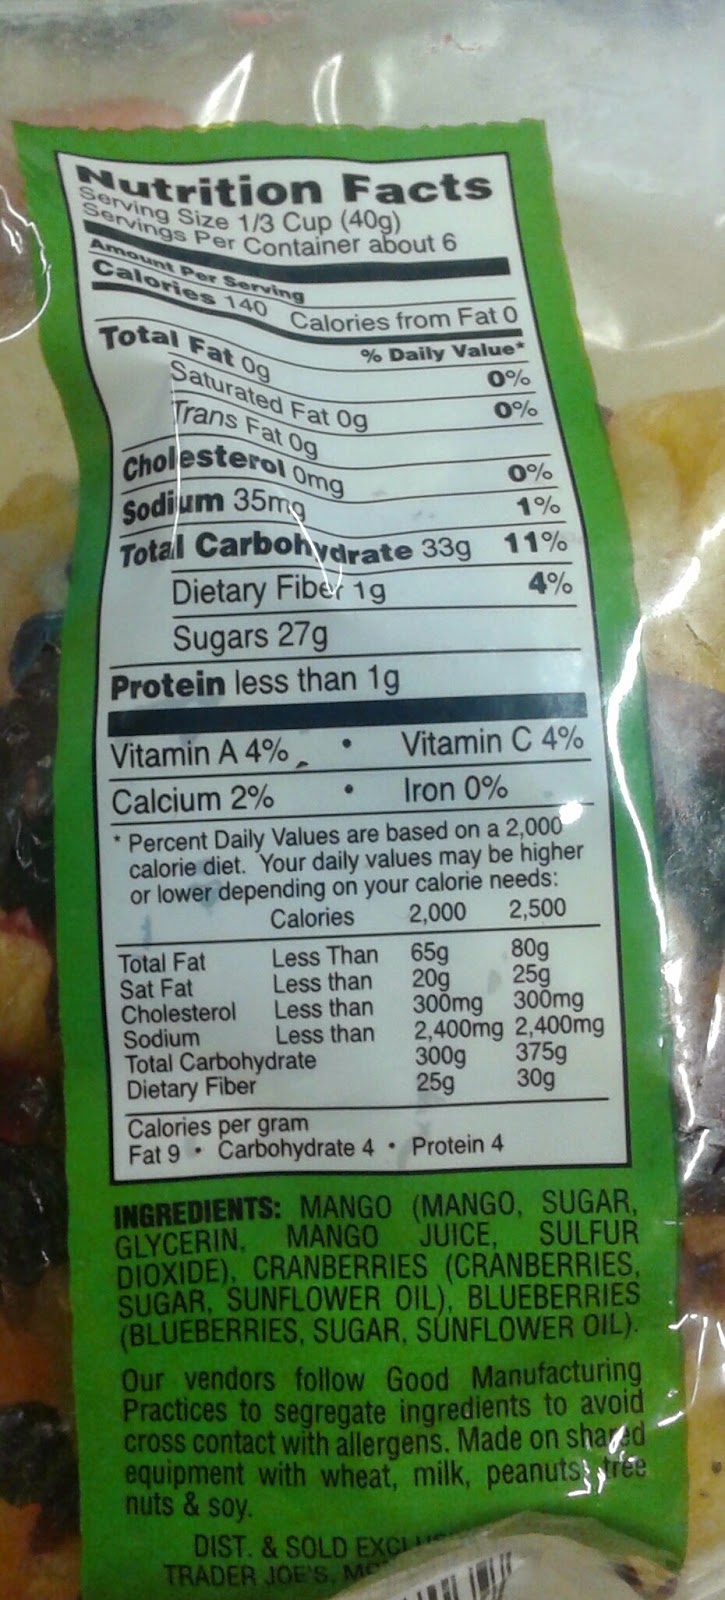 Nutrition Facts
Serving Size 1/3 Cup (40g)
Servings Per Container about 6
Amount Per Serving
Calories 140 Calories from Fat 0
% Daily Value*
Total Fat 0g 0%
Saturated Fat 0g 0%
Trans Fat 0g
Cholesterol 0mg 0%
Sodium 35mg 1%
Total Carbohydrate 33g 11%
Dietary Fiber 1g 4%
Sugars 27g
Protein less than 1g
Vitamin A 4% • Vitamin C 4%
Calcium 2% • Iron 0%
* Percent Daily Values are based on a 2,000
calorie diet. Your daily values may be higher
or lower depending on your calorie needs:
Calories 2,000 2,500
Total Fat Less Than 65g 80g
Sat Fat Less than 20g 25g
Cholesterol Less than 300mg 300mg
Sodium Less than 2,400mg 2,400mg
Total Carbohydrate 300g 375g
Dietary Fiber 25g 30g
Calories per gram
Fat 9 • Carbohydrate 4 • Protein 4
INGREDIENTS: MANGO (MANGO, SUGAR,
GLYCERIN, MANGO JUICE, SULFUR
DIOXIDE), CRANBERRIES (CRANBERRIES,
SUGAR, SUNFLOWER OIL), BLUEBERRIES
(BLUEBERRIES, SUGAR, SUNFLOWER OIL).
Our vendors follow Good Manufacturing
Practices to segregate ingredients to avoid
cross contact with allergens. Made on shared
equipment with wheat, milk, peanuts, tree
nuts & soy.
DIST. & SOLD
TRADER JOE'S,